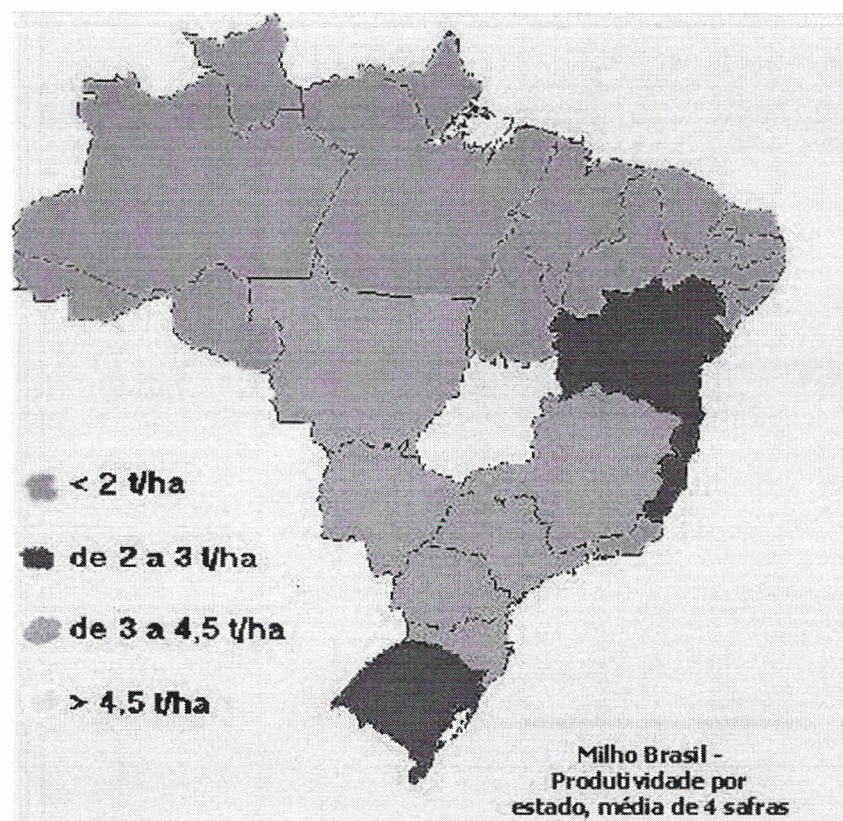 < 2 t/ha
de 2 a 3 t/ha
de 3 a 4,5 t/ha
> 4,5 t/ha
Milho Brasil -
Produtividade por
estado, média de 4 safras